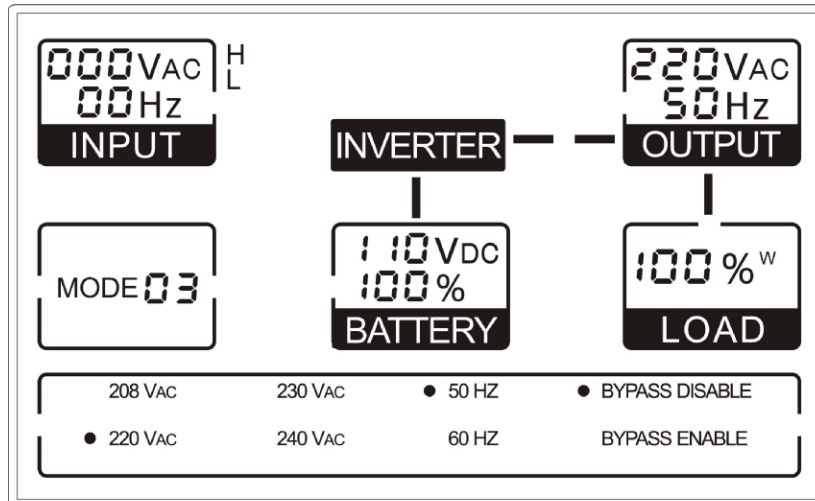 000VAC H
L
00Hz
INPUT
INVERTER
220VAC
50Hz
OUTPUT
MODE 03
110VDC
100%
BATTERY
100%W
LOAD
208 VAC 230 VAC ● 50 HZ ● BYPASS DISABLE
● 220 VAC 240 VAC 60 HZ BYPASS ENABLE